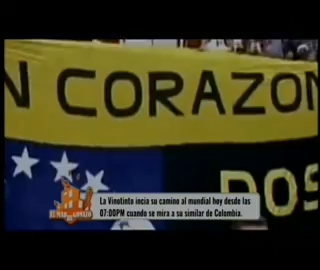 N CORAZON
DOS
La Vinotinto incia su camino al mundial hoy desde las
07:00PM cuando se mira a su similar de Colombia.